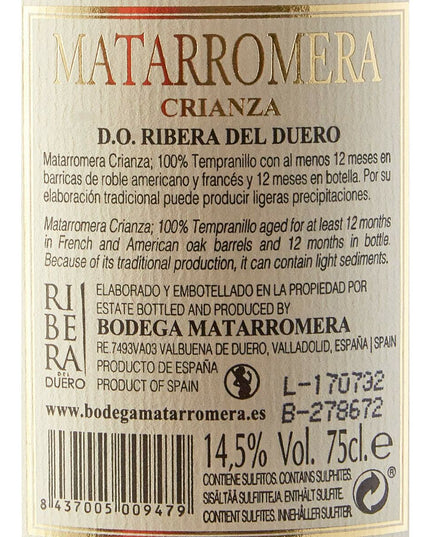 MATARROMERA
CRIANZA
D.O. RIBERA DEL DUERO
Matarromera Crianza; 100% Tempranillo con al menos 12 meses en
barricas de roble americano y francés y 12 meses en botella. Por su
elaboración tradicional puede producir ligeras precipitaciones.
Matarromera Crianza; 100% Tempranillo aged for at least 12 months
in French and American oak barrels and 12 months in bottle.
Because of its traditional production, it can contain light sediments.
RI
BE
RA
DEL
DUERO
ELABORADO Y EMBOTELLADO EN LA PROPIEDAD POR
ESTATE BOTTLED AND PRODUCED BY
BODEGA MATARROMERA
RE.7493VA03 VALBUENA DE DUERO, VALLADOLID, ESPAÑA | SPAIN
PRODUCTO DE ESPAÑA
PRODUCT OF SPAIN
L-170732
B-278672
www.bodegamatarromera.es
14,5% Vol. 75cl.e
CONTIENE SULFITOS. CONTAINS SULPHITES.
SISÄLTÄÄ SULFIITTEJA. ENTHÄLT SULFITE.
CONTIENT SULFITES. INNEHÅLLER SULFITER.
8 437005 009479